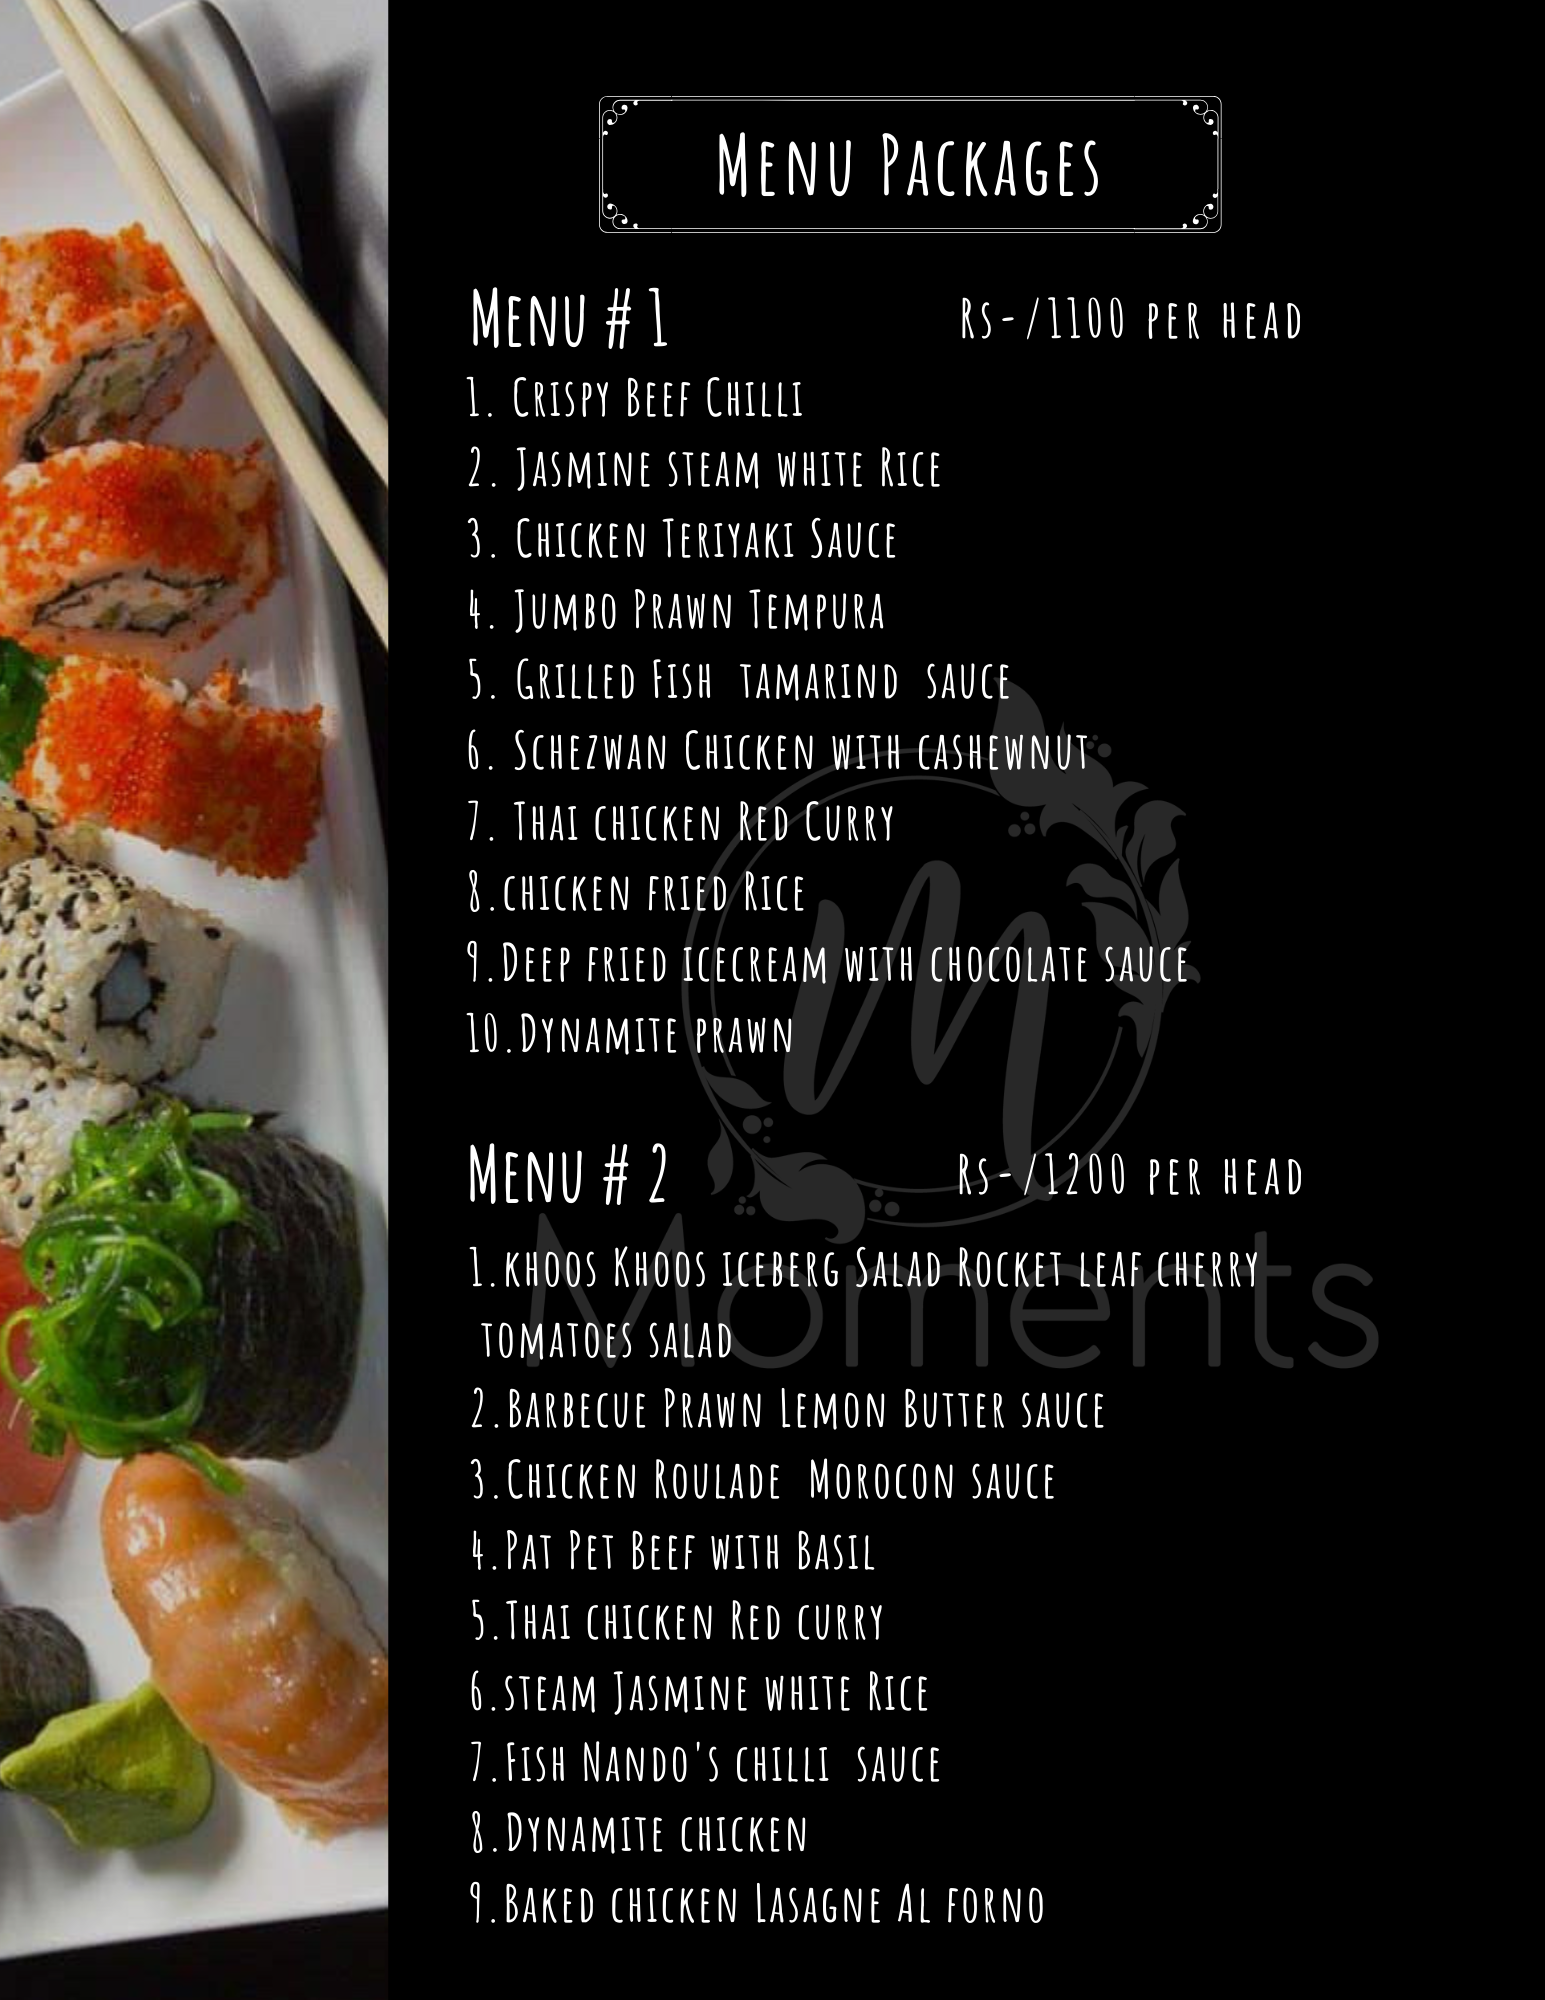 Menu Packages
Menu # 1
Rs-/1100 per head
1. Crispy Beef Chilli
2. Jasmine steam white Rice
3. Chicken Teriyaki Sauce
4. Jumbo Prawn Tempura
5. Grilled Fish tamarind sauce
6. Schezwan Chicken with cashewnut
7. Thai chicken Red Curry
8.chicken fried Rice
9.Deep fried icecream with chocolate sauce
10.Dynamite prawn
m
Menu # 2
Rs-/1200 per head
Moments
1.khoos Khoos iceberg Salad Rocket leaf cherry
tomatoes salad
2.Barbecue Prawn Lemon Butter sauce
3.Chicken Roulade Morocon sauce
4.Pat Pet Beef with Basil
5.Thai chicken Red curry
6.steam Jasmine white Rice
7.Fish Nando's chilli sauce
8.Dynamite chicken
9.Baked chicken Lasagne Al forno